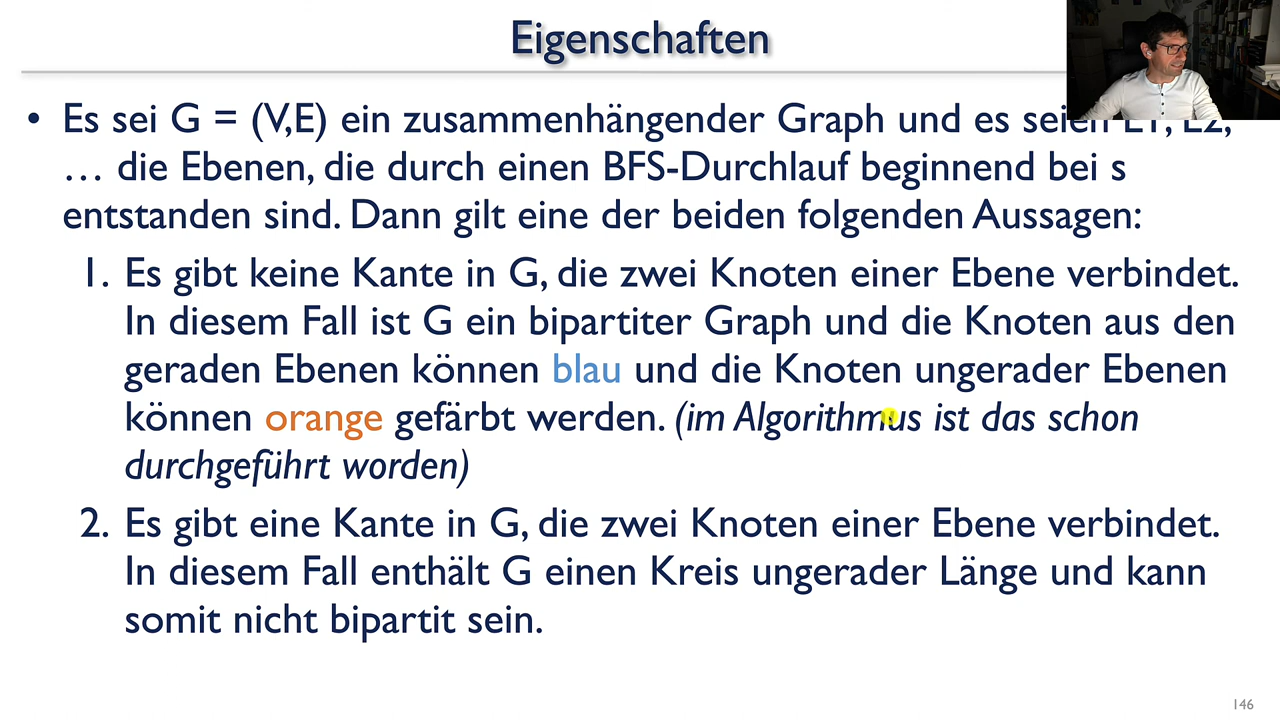 Eigenschaften
• Es sei G = (V,E) ein zusammenhängender Graph und es seien E1, E2,
… die Ebenen, die durch einen BFS-Durchlauf beginnend bei s
entstanden sind. Dann gilt eine der beiden folgenden Aussagen:
1. Es gibt keine Kante in G, die zwei Knoten einer Ebene verbindet.
In diesem Fall ist G ein bipartiter Graph und die Knoten aus den
geraden Ebenen können blau und die Knoten ungerader Ebenen
können orange gefärbt werden. (im Algorithmus ist das schon
durchgeführt worden)
2. Es gibt eine Kante in G, die zwei Knoten einer Ebene verbindet.
In diesem Fall enthält G einen Kreis ungerader Länge und kann
somit nicht bipartit sein.
146